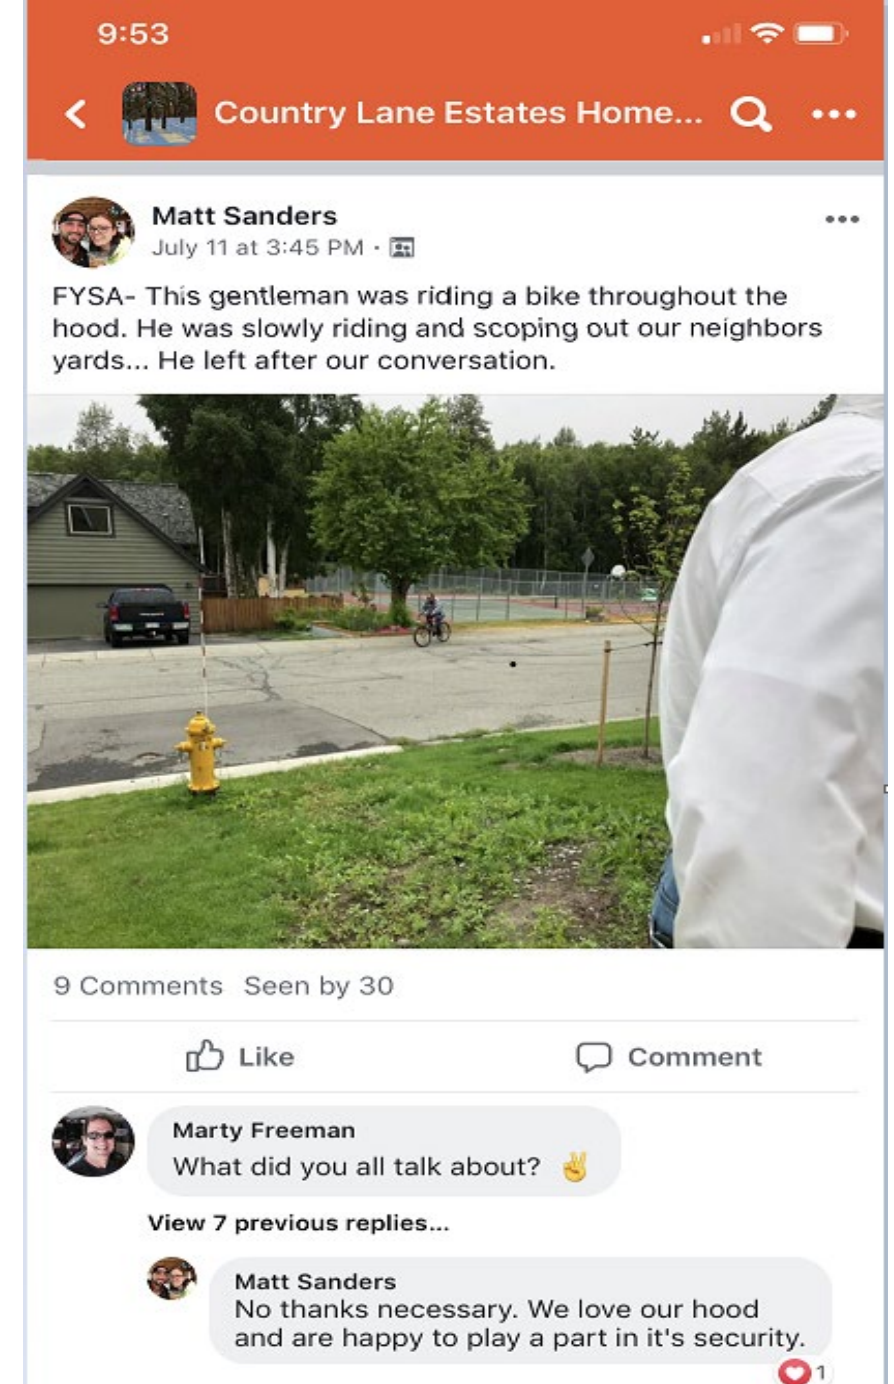 9:53
Country Lane Estates Home...
Matt Sanders
July 11 at 3:45 PM ·
FYSA- This gentleman was riding a bike throughout the
hood. He was slowly riding and scoping out our neighbors
yards... He left after our conversation.
9 Comments Seen by 30
Like
Comment
Marty Freeman
What did you all talk about? ✌️
View 7 previous replies...
Matt Sanders
No thanks necessary. We love our hood
and are happy to play a part in it's security.
1